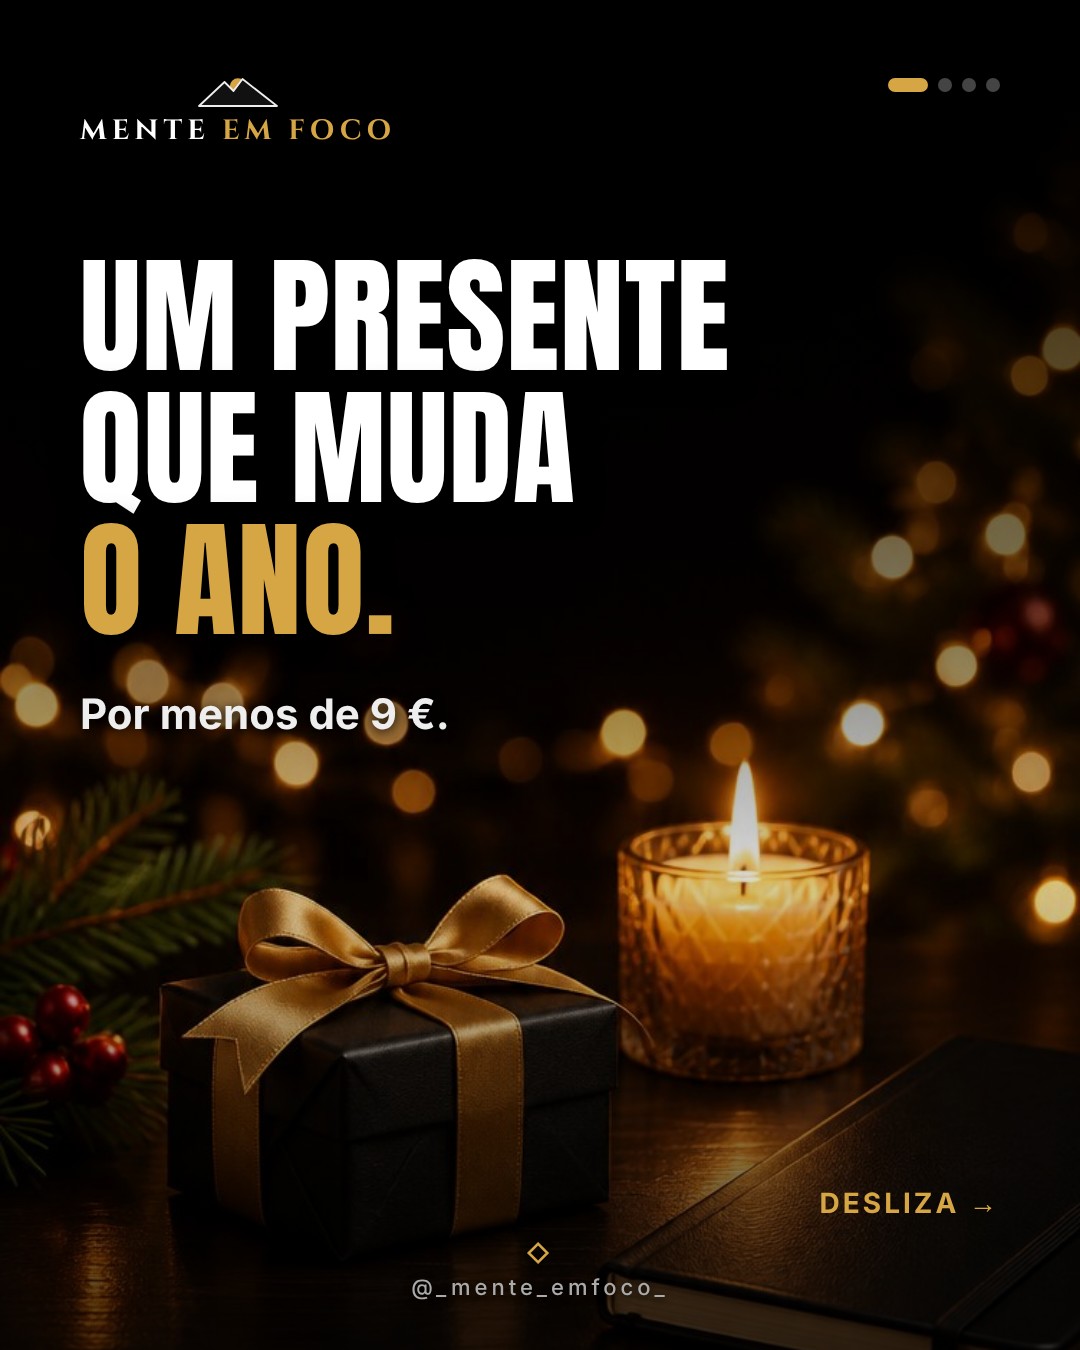 MENTE EM FOCO
UM PRESENTE
QUE MUDA
O ANO.
Por menos de 9 €.
DESLIZA →
@_mente_emfoco_